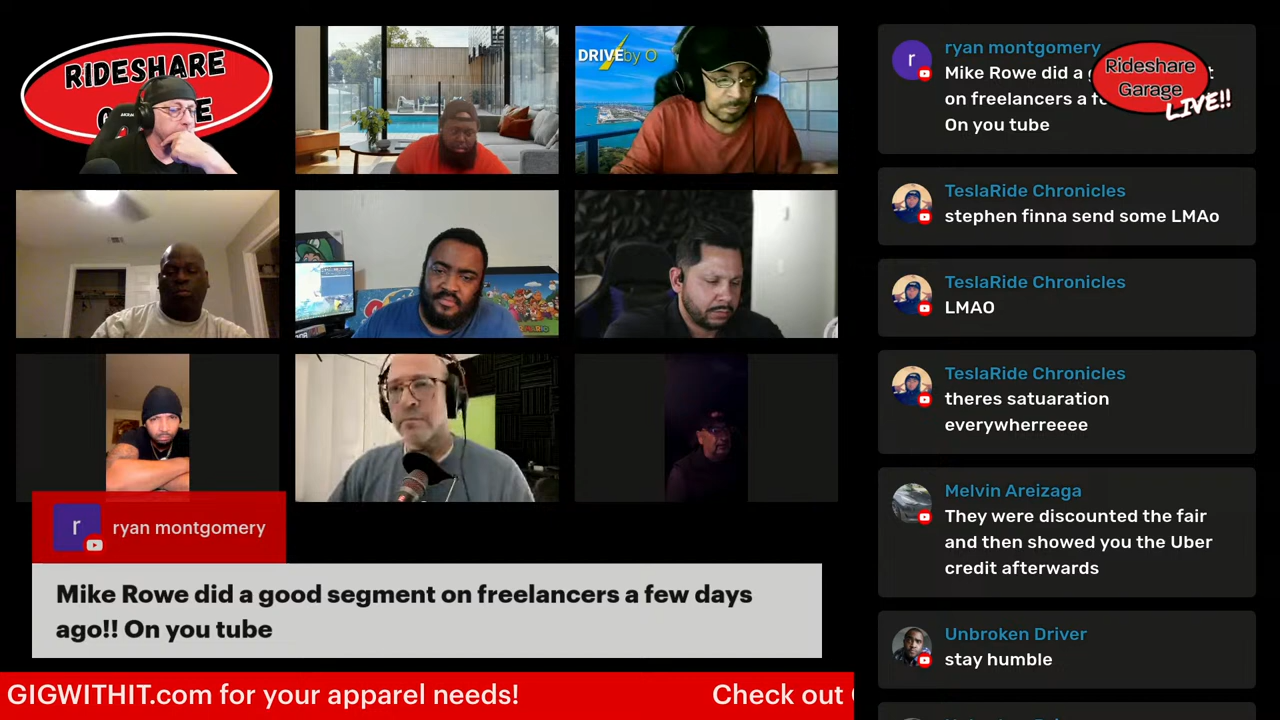 RIDESHARE
DRIVE by O
ryan montgomery
Mike Rowe did a good segment on freelancers a few days
ago!! On you tube
GIGWITHIT.com for your apparel needs!
Check out
ryan montgomery
Mike Rowe did a
on freelancers a
On you tube
Rideshare
Garage
LIVE!!
TeslaRide Chronicles
stephen finna send some LMAo
TeslaRide Chronicles
LMAO
TeslaRide Chronicles
theres satuaration
everywherreeee
Melvin Areizaga
They were discounted the fair
and then showed you the Uber
credit afterwards
Unbroken Driver
stay humble